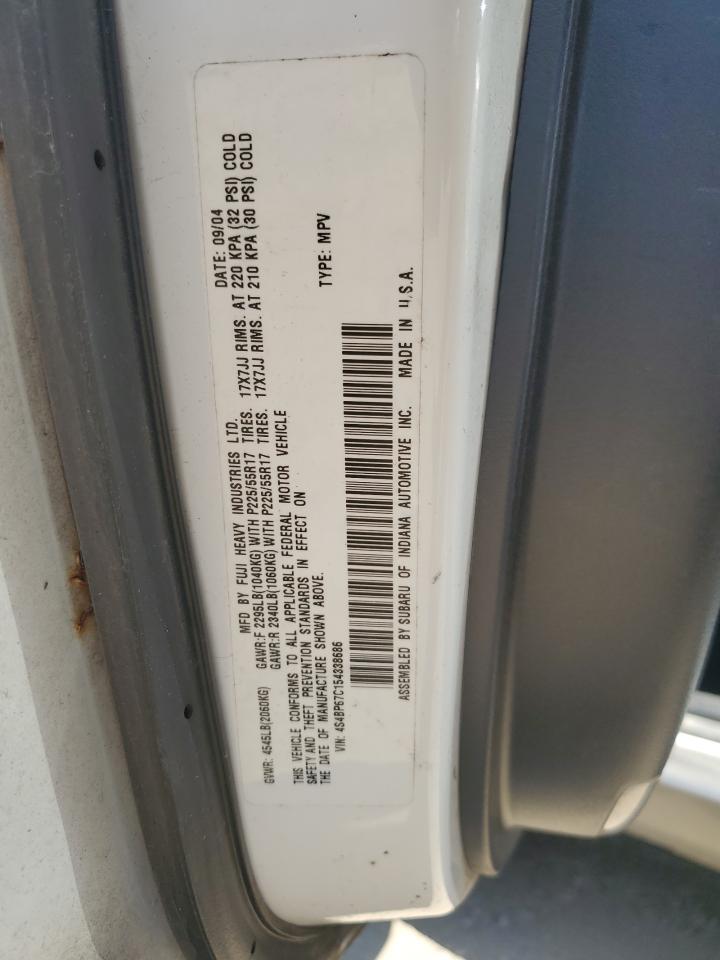 MFD BY FUJI HEAVY INDUSTRIES LTD. DATE: 09/04
GVWR: 4545LB(2060KG) GAWR:F 2295LB(1040KG) WITH P225/55R17 TIRES. 17X7JJ RIMS. AT 220 KPA (32 PSI) COLD
GAWR:R 2340LB(1060KG) WITH P225/55R17 TIRES. 17X7JJ RIMS. AT 210 KPA (30 PSI) COLD
THIS VEHICLE CONFORMS TO ALL APPLICABLE FEDERAL MOTOR VEHICLE
SAFETY AND THEFT PREVENTION STANDARDS IN EFFECT ON
THE DATE OF MANUFACTURE SHOWN ABOVE. TYPE: MPV
VIN: 4S4BP67C154338686
ASSEMBLED BY SUBARU OF INDIANA AUTOMOTIVE INC. MADE IN U.S.A.